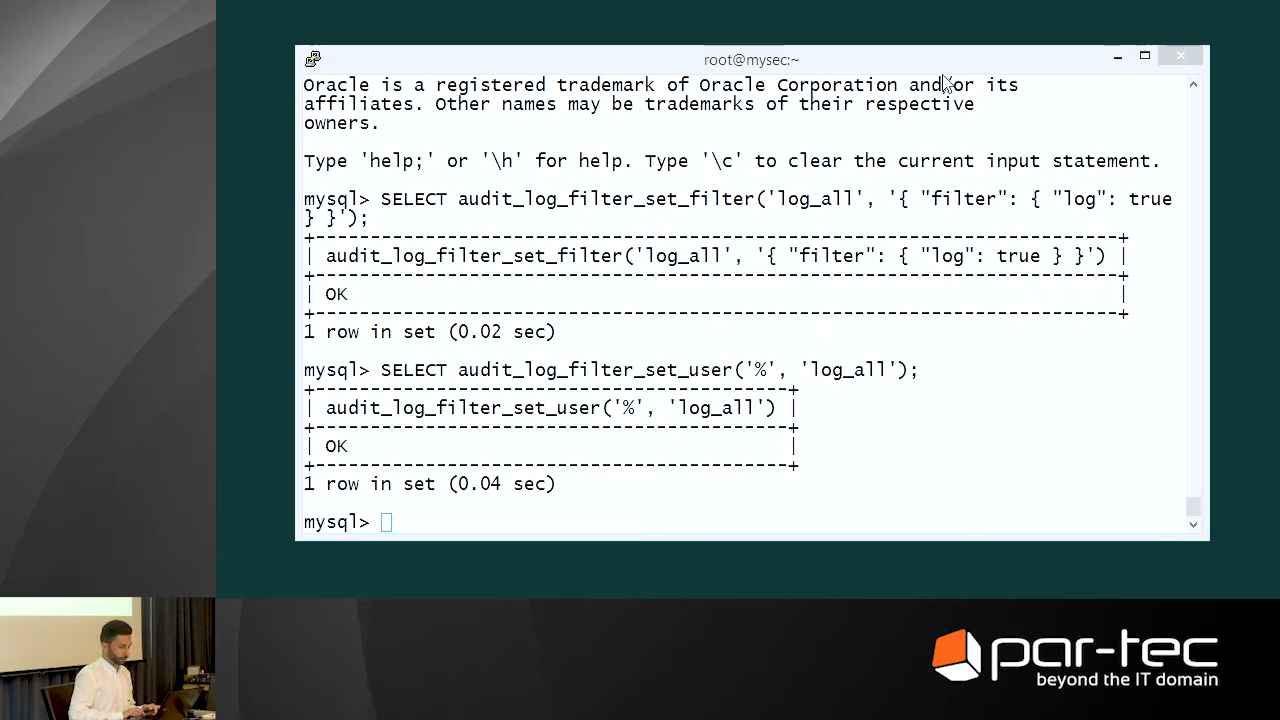 root@mysec:~
Oracle is a registered trademark of Oracle Corporation and/or its
affiliates. Other names may be trademarks of their respective
owners.
Type 'help;' or '\h' for help. Type '\c' to clear the current input statement.
mysql> SELECT audit_log_filter_set_filter('log_all', '{ "filter": { "log": true
} }');
+-------------------------------------------------------------------------+
| audit_log_filter_set_filter('log_all', '{ "filter": { "log": true } }') |
+-------------------------------------------------------------------------+
| OK                                                                      |
+-------------------------------------------------------------------------+
1 row in set (0.02 sec)
mysql> SELECT audit_log_filter_set_user('%', 'log_all');
+-------------------------------------------+
| audit_log_filter_set_user('%', 'log_all') |
+-------------------------------------------+
| OK                                        |
+-------------------------------------------+
1 row in set (0.04 sec)
mysql>
par-tec
beyond the IT domain